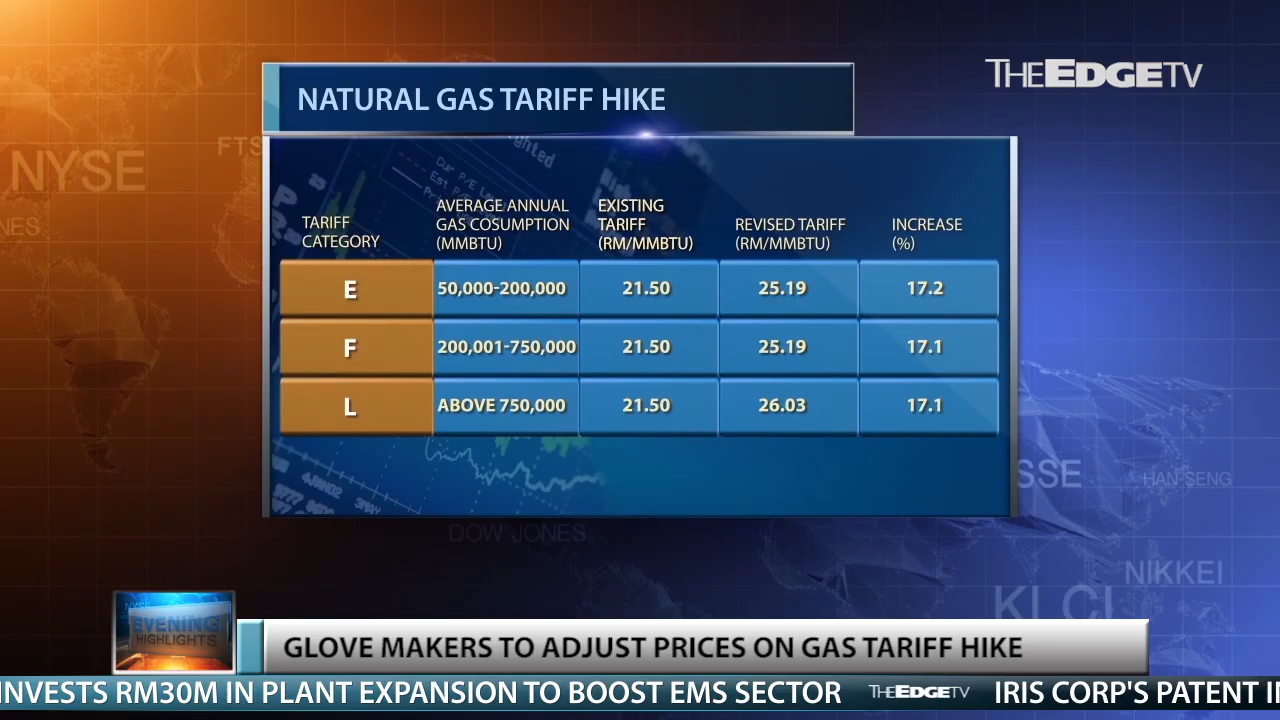 NATURAL GAS TARIFF HIKE
THEEDGETV
NYSE
FTS
NES
TARIFF CATEGORY
AVERAGE ANNUAL GAS COSUMPTION (MMBTU)
EXISTING TARIFF (RM/MMBTU)
REVISED TARIFF (RM/MMBTU)
INCREASE (%)
E 50,000-200,000 21.50 25.19 17.2
F 200,001-750,000 21.50 25.19 17.1
L ABOVE 750,000 21.50 26.03 17.1
SSE
HAN SENG
DOW JONES
NIKKEI
KLCI
EVENING HIGHLIGHTS
GLOVE MAKERS TO ADJUST PRICES ON GAS TARIFF HIKE
INVESTS RM30M IN PLANT EXPANSION TO BOOST EMS SECTOR THEEDGETV IRIS CORP'S PATENT I